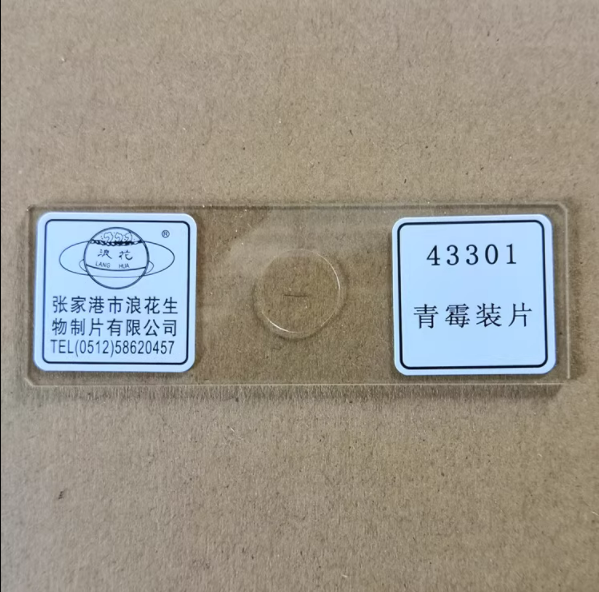 ®
浪花
LANG HUA
张家港市浪花生
物制片有限公司
TEL(0512)58620457
43301
青霉装片